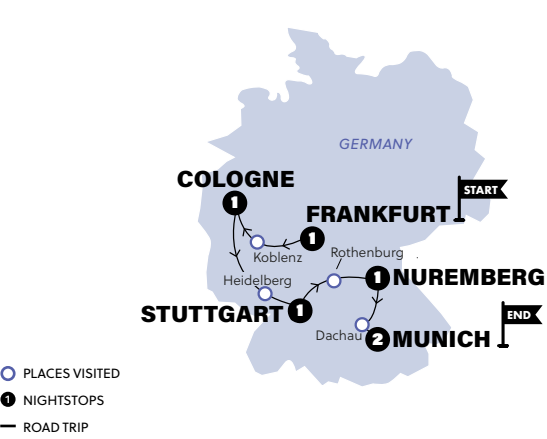 GERMANY
COLOGNE
1
START
FRANKFURT
1
Koblenz
Rothenburg
Heidelberg
1 NUREMBERG
STUTTGART 1
END
Dachau
2 MUNICH
PLACES VISITED
1 NIGHTSTOPS
ROAD TRIP